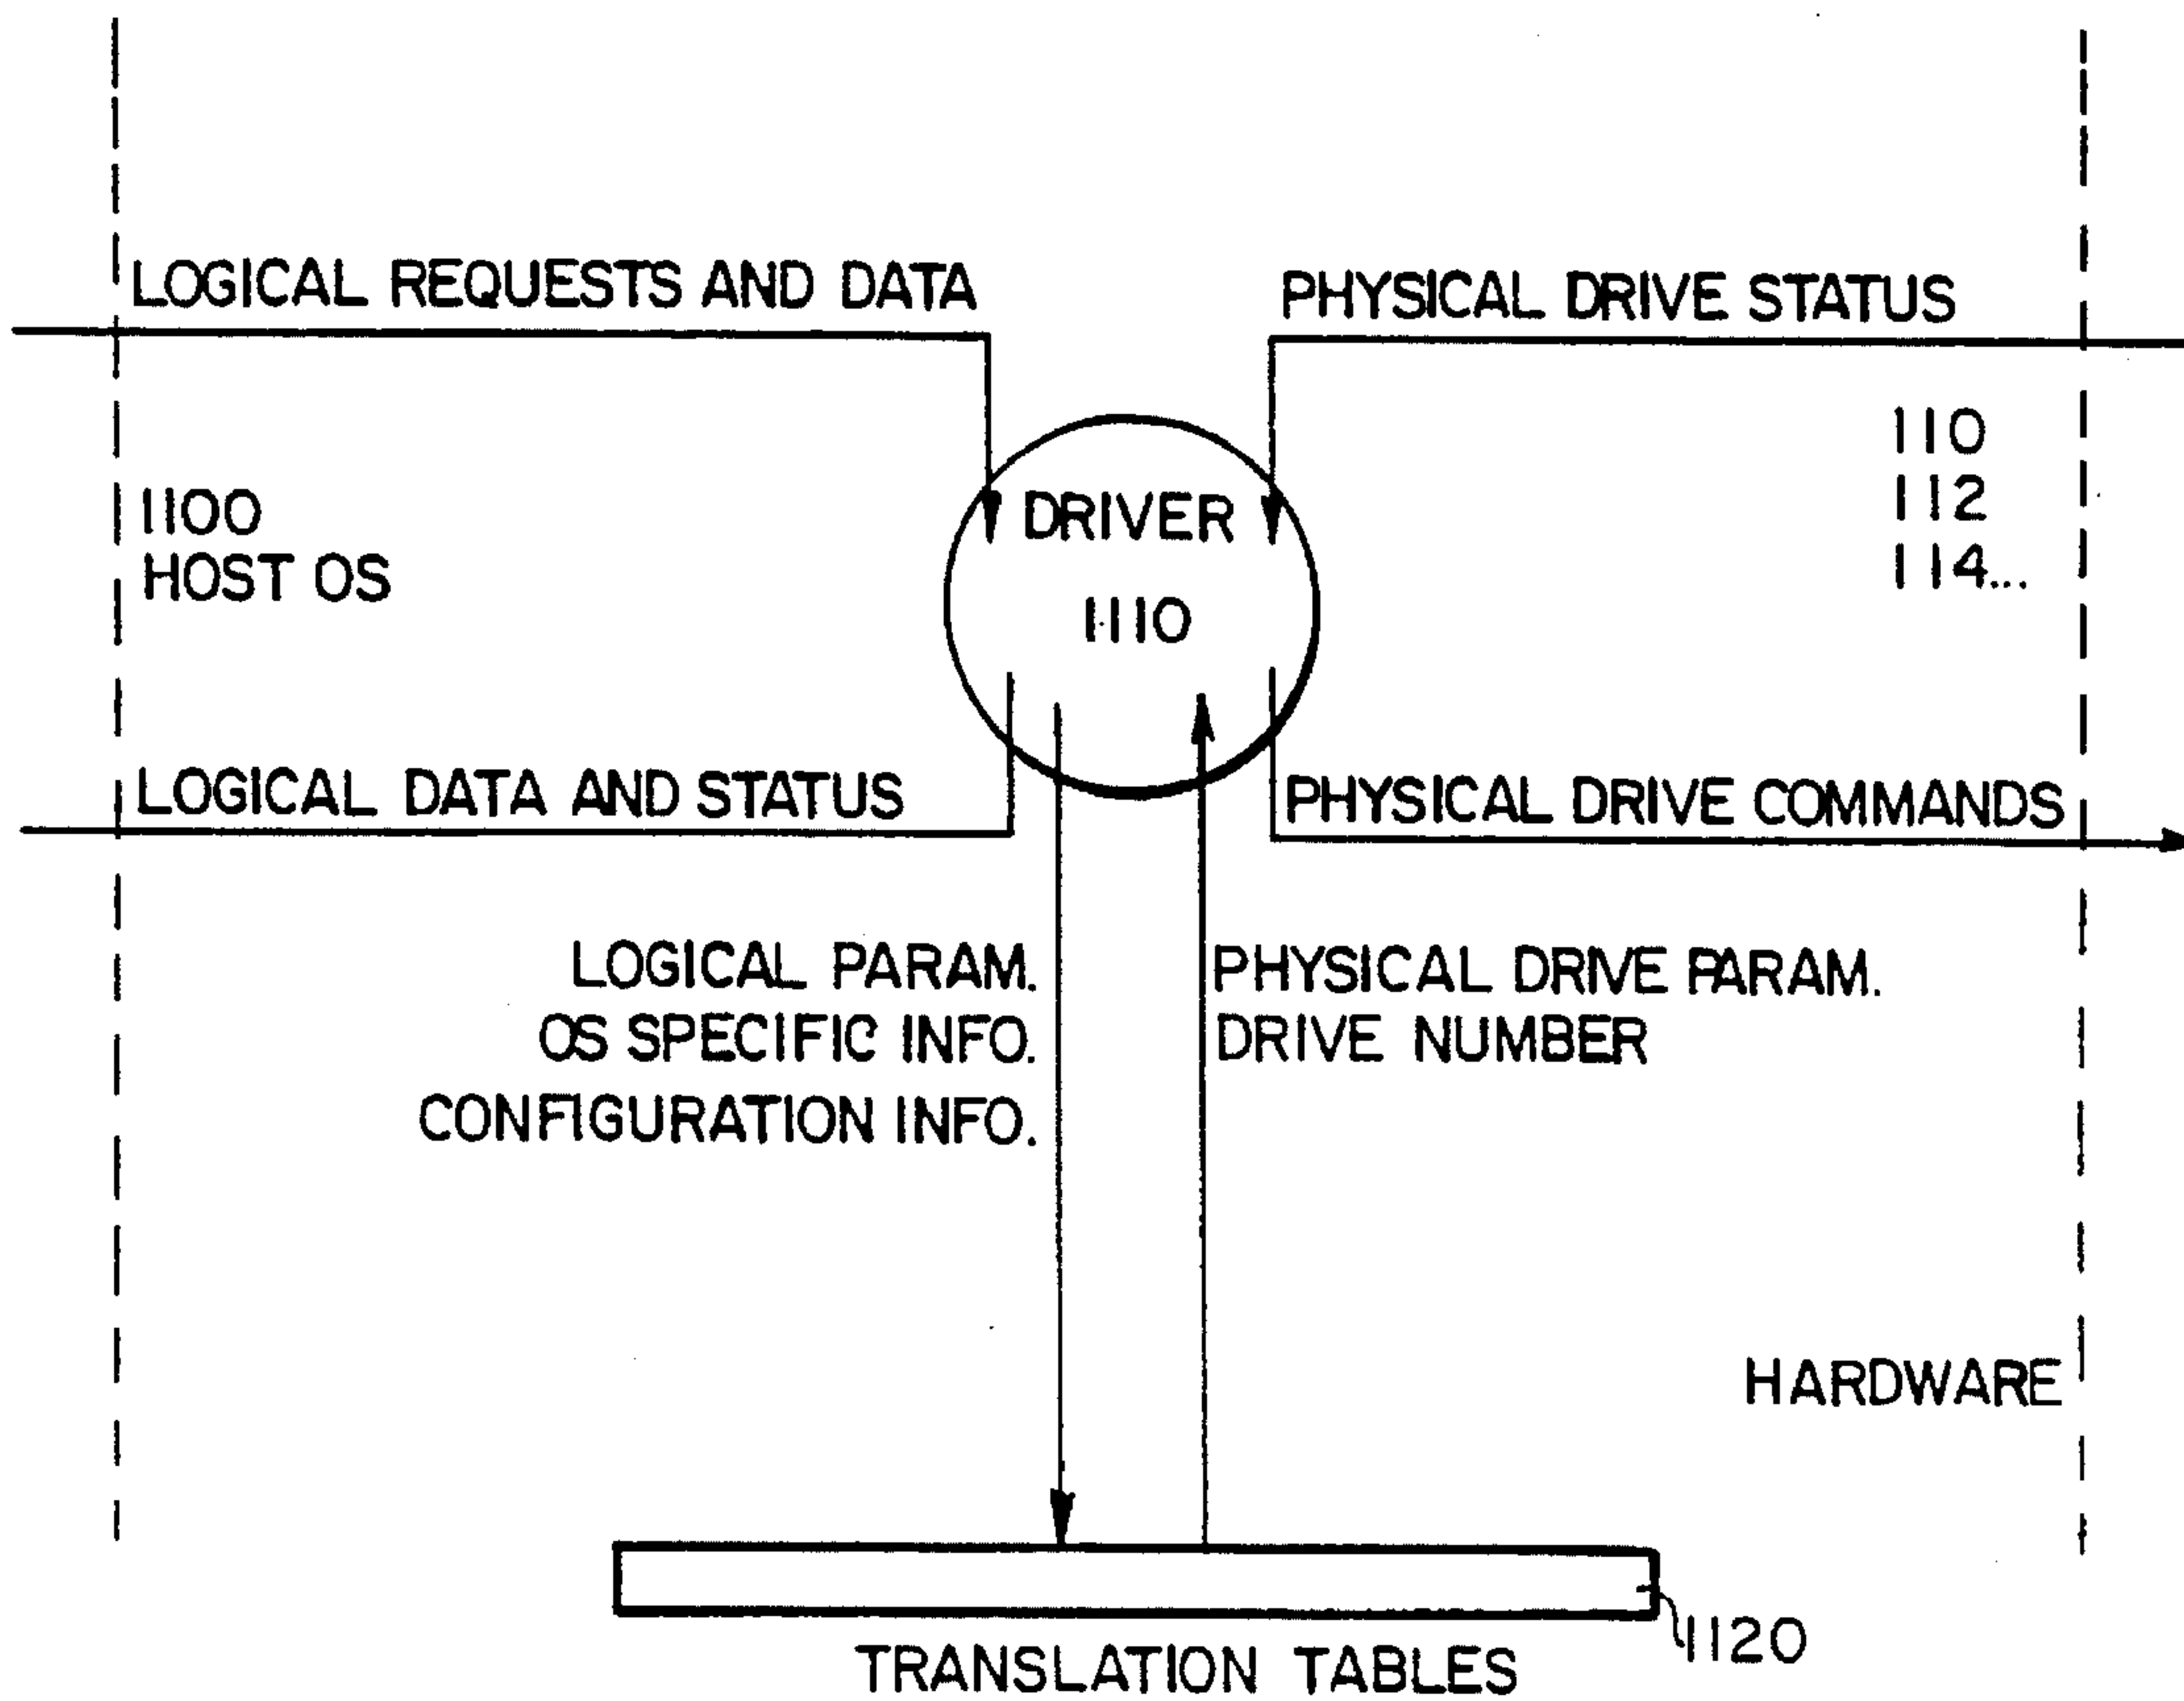 LOGICAL REQUESTS AND DATA
PHYSICAL DRIVE STATUS
1100
HOST OS
DRIVER
1110
110
112
114...
LOGICAL DATA AND STATUS
PHYSICAL DRIVE COMMANDS
LOGICAL PARAM.
OS SPECIFIC INFO.
CONFIGURATION INFO.
PHYSICAL DRIVE PARAM.
DRIVE NUMBER
HARDWARE
1120
TRANSLATION TABLES